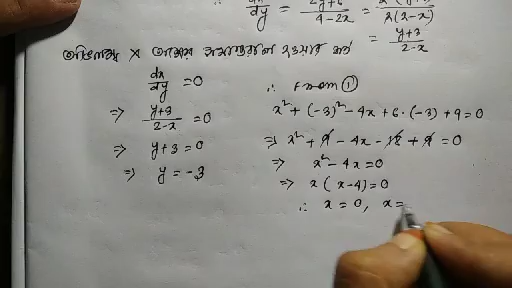 ∴ dx/dy = 2y+6/4-2x = 2(y+3)/2(2-x)
= y+3/2-x
অভিলম্ব X অক্ষের সমান্তরাল হওয়ার শর্ত
dx/dy = 0
⇒ y+3/2-x = 0
⇒ y+3 = 0
⇒ y = -3
∴ From ①
x² + (-3)² - 4x + 6·(-3) + 9 = 0
⇒ x² + 9 - 4x - 18 + 9 = 0
⇒ x² - 4x = 0
⇒ x(x-4) = 0
∴ x = 0, x =